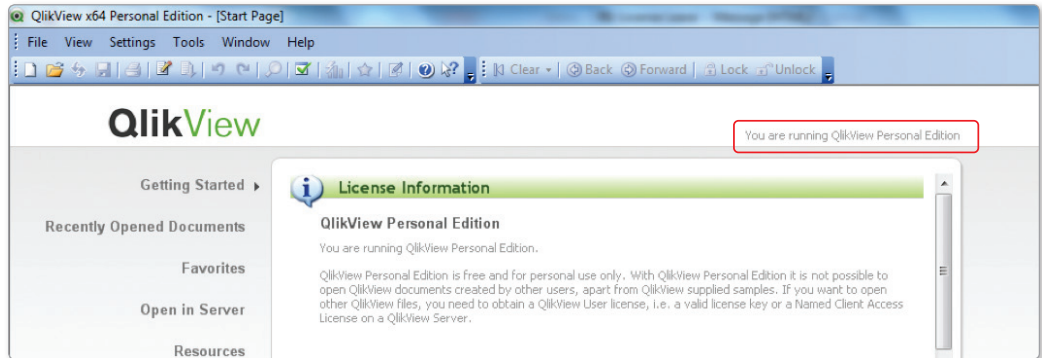 QlikView x64 Personal Edition - [Start Page]
File View Settings Tools Window Help
Clear Back Forward Lock Unlock
QlikView
You are running QlikView Personal Edition
Getting Started
Recently Opened Documents
Favorites
Open in Server
Resources
License Information
QlikView Personal Edition
You are running QlikView Personal Edition.
QlikView Personal Edition is free and for personal use only. With QlikView Personal Edition it is not possible to
open QlikView documents created by other users, apart from QlikView supplied samples. If you want to open
other QlikView files, you need to obtain a QlikView User license, i.e. a valid license key or a Named Client Access
License on a QlikView Server.